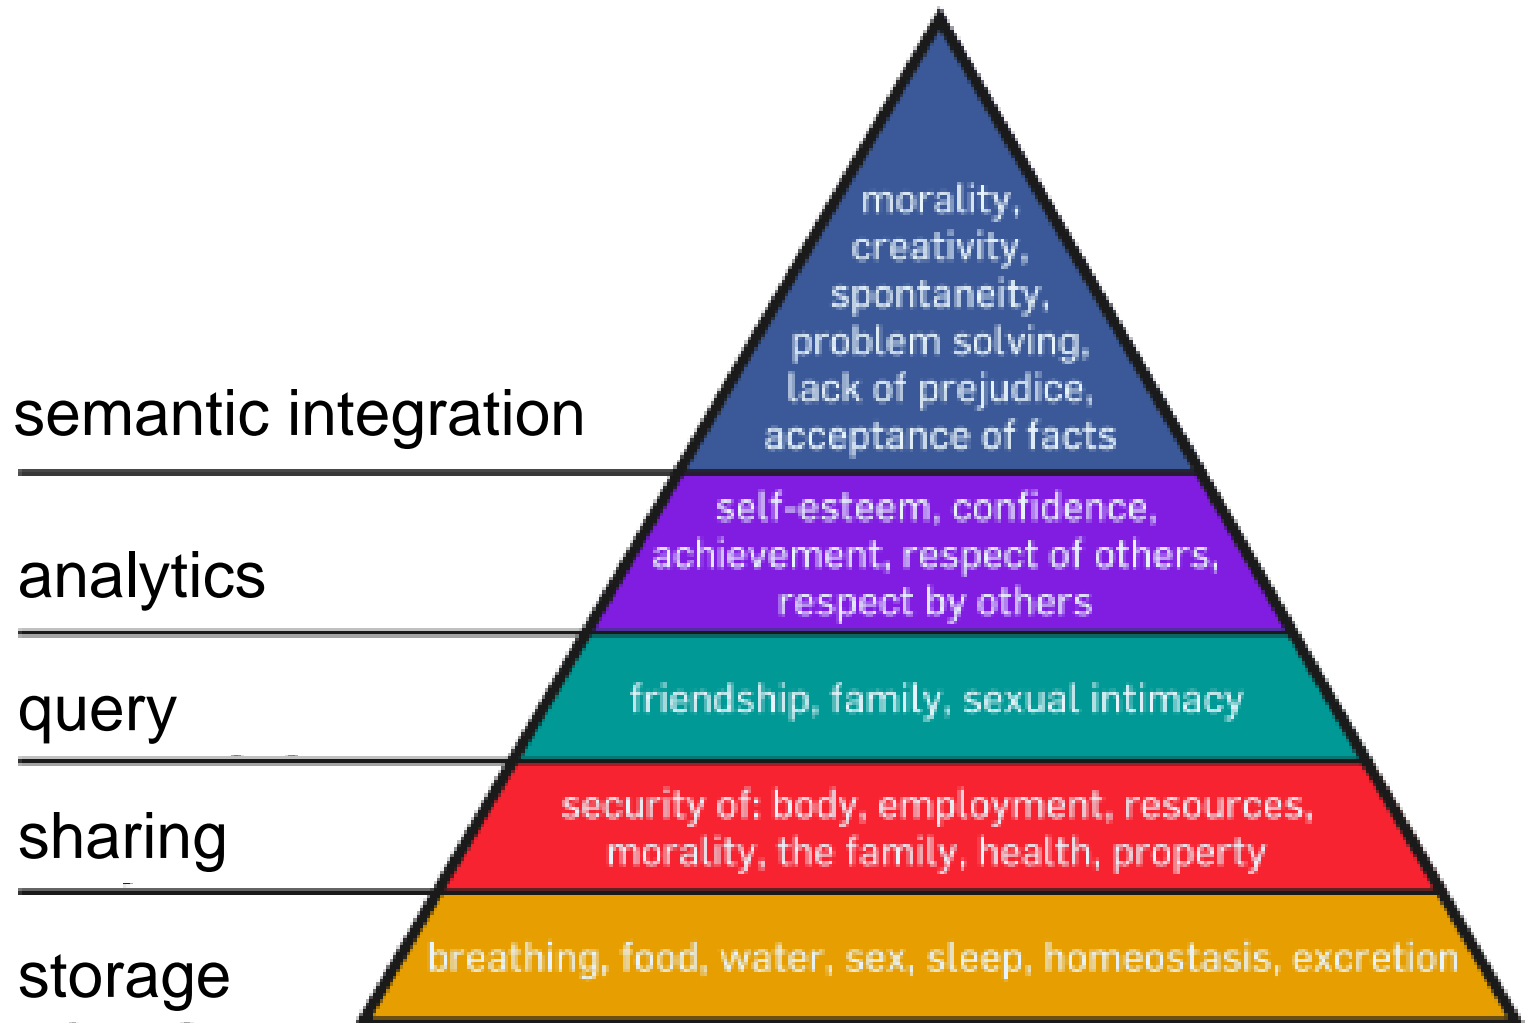 morality,
creativity,
spontaneity,
problem solving,
lack of prejudice,
acceptance of facts
semantic integration
self-esteem, confidence,
achievement, respect of others,
respect by others
analytics
friendship, family, sexual intimacy
query
security of: body, employment, resources,
morality, the family, health, property
sharing
breathing, food, water, sex, sleep, homeostasis, excretion
storage